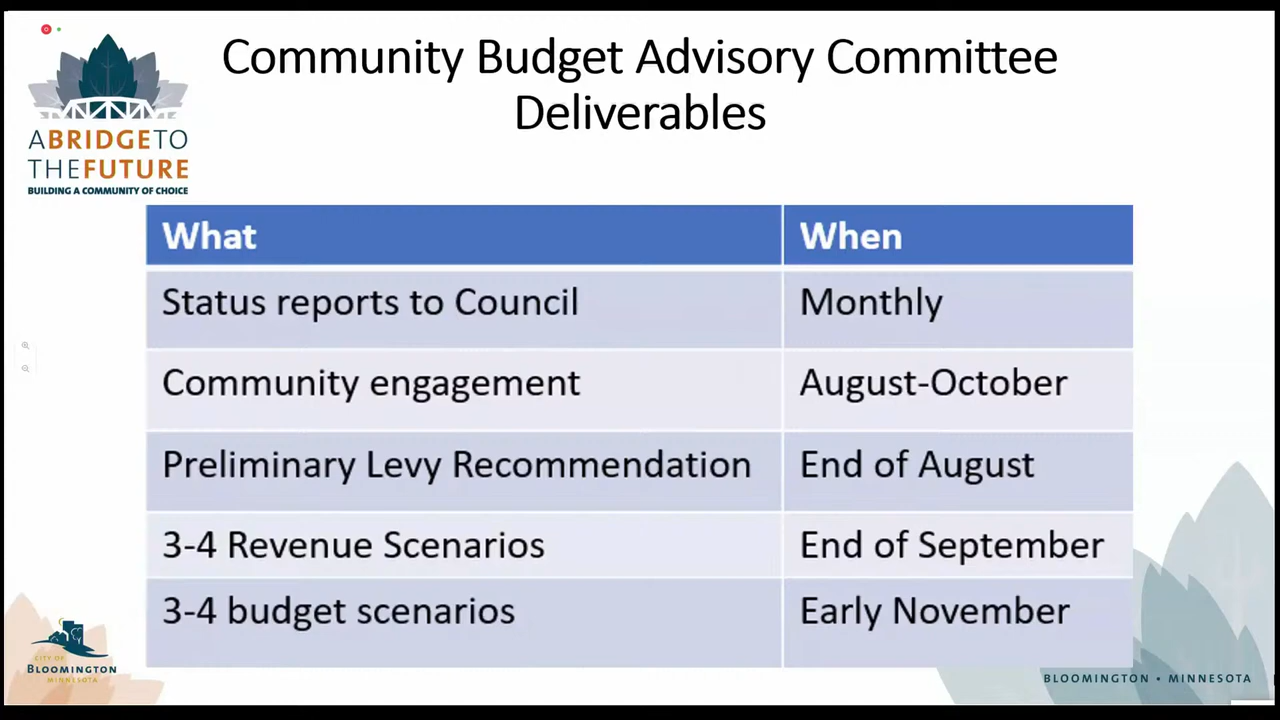 Community Budget Advisory Committee
Deliverables
A BRIDGE TO
THE FUTURE
BUILDING A COMMUNITY OF CHOICE
What When
Status reports to Council Monthly
Community engagement August-October
Preliminary Levy Recommendation End of August
3-4 Revenue Scenarios End of September
3-4 budget scenarios Early November
CITY OF
BLOOMINGTON
MINNESOTA
BLOOMINGTON • MINNESOTA